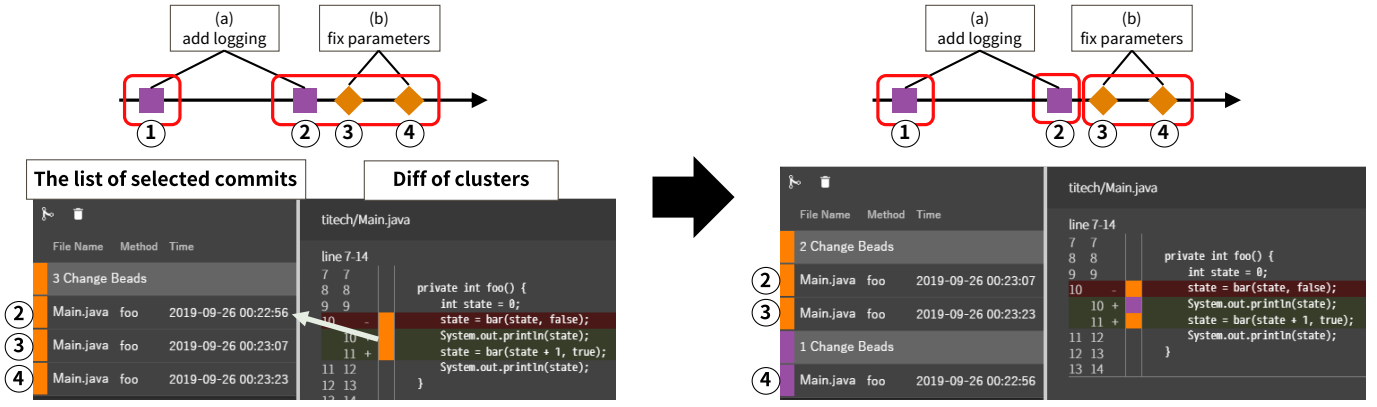 (a)
add logging
(b)
fix parameters
1
2
3
4
The list of selected commits
Diff of clusters
File Name Method Time
3 Change Beads
2 Main.java foo 2019-09-26 00:22:56
3 Main.java foo 2019-09-26 00:23:07
4 Main.java foo 2019-09-26 00:23:23
titech/Main.java
line 7-14
7 7
8 8 private int foo() {
9 9 int state = 0;
10 - state = bar(state, false);
10 System.out.println(state);
11 + state = bar(state + 1, true);
11 12 System.out.println(state);
12 13 }
13 14
(a)
add logging
(b)
fix parameters
1
2
3
4
File Name Method Time
2 Change Beads
2 Main.java foo 2019-09-26 00:23:07
3 Main.java foo 2019-09-26 00:23:23
1 Change Beads
4 Main.java foo 2019-09-26 00:22:56
titech/Main.java
line 7-14
7 7
8 8 private int foo() {
9 9 int state = 0;
10 - state = bar(state, false);
10 + System.out.println(state);
11 + state = bar(state + 1, true);
11 12 System.out.println(state);
12 13 }
13 14